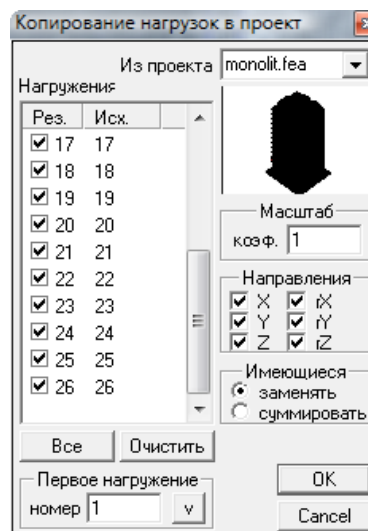 Копирование нагрузок в проект
Из проекта monolit.fea
Нагружения
Рез. Исх.
17 17
18 18
19 19
20 20
21 21
22 22
23 23
24 24
25 25
26 26
Масштаб
коэф. 1
Направления
X rX
Y rY
Z rZ
Имеющиеся
заменять
суммировать
Все Очистить
Первое нагружение
номер 1 v
OK
Cancel